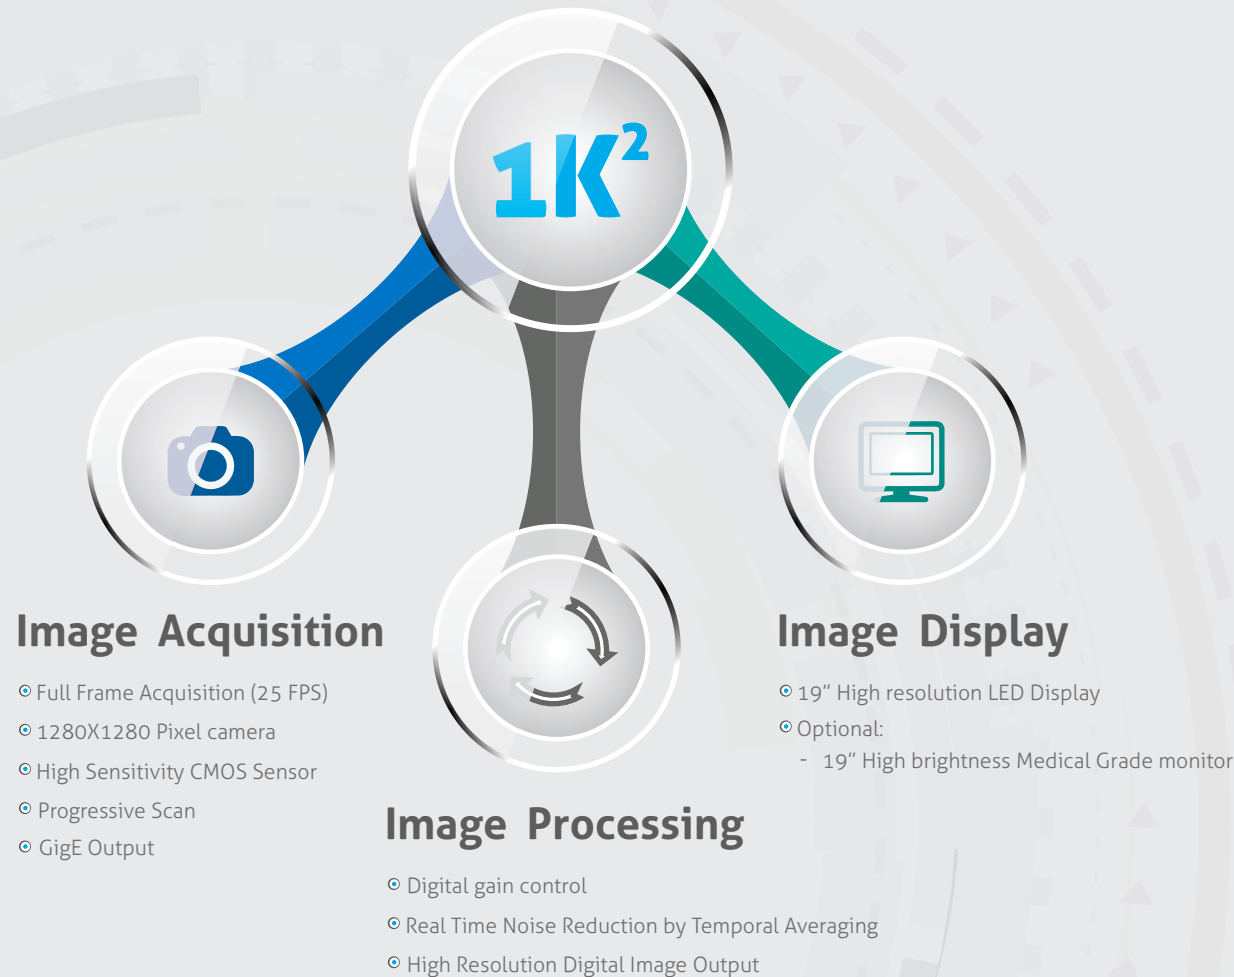 1K²
Image Acquisition
Full Frame Acquisition (25 FPS)
1280X1280 Pixel camera
High Sensitivity CMOS Sensor
Progressive Scan
GigE Output
Image Processing
Digital gain control
Real Time Noise Reduction by Temporal Averaging
High Resolution Digital Image Output
Image Display
19” High resolution LED Display
Optional:
- 19” High brightness Medical Grade monitor